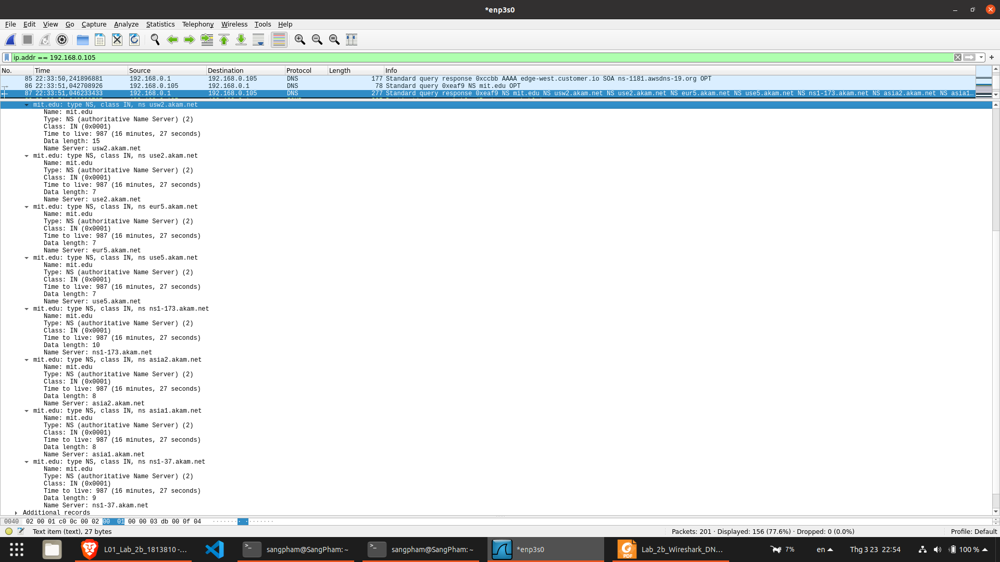 *enp3s0
File Edit View Go Capture Analyze Statistics Telephony Wireless Tools Help
ip.addr == 192.168.0.105
No. Time Source Destination Protocol Length Info
85 22:33:50,241896881 192.168.0.1 192.168.0.105 DNS 177 Standard query response 0xccbb AAAA edge-west.customer.io SOA ns-1181.awsdns-19.org OPT
86 22:33:51,042708926 192.168.0.105 192.168.0.1 DNS 78 Standard query 0xeaf9 NS mit.edu OPT
87 22:33:51,046233433 192.168.0.1 192.168.0.105 DNS 277 Standard query response 0xeaf9 NS mit.edu NS usw2.akam.net NS use2.akam.net NS eur5.akam.net NS use5.akam.net NS ns1-173.akam.net NS asia2.akam.net NS asia1…
mit.edu: type NS, class IN, ns usw2.akam.net
Name: mit.edu
Type: NS (authoritative Name Server) (2)
Class: IN (0x0001)
Time to live: 987 (16 minutes, 27 seconds)
Data length: 15
Name Server: usw2.akam.net
mit.edu: type NS, class IN, ns use2.akam.net
Name: mit.edu
Type: NS (authoritative Name Server) (2)
Class: IN (0x0001)
Time to live: 987 (16 minutes, 27 seconds)
Data length: 7
Name Server: use2.akam.net
mit.edu: type NS, class IN, ns eur5.akam.net
Name: mit.edu
Type: NS (authoritative Name Server) (2)
Class: IN (0x0001)
Time to live: 987 (16 minutes, 27 seconds)
Data length: 7
Name Server: eur5.akam.net
mit.edu: type NS, class IN, ns use5.akam.net
Name: mit.edu
Type: NS (authoritative Name Server) (2)
Class: IN (0x0001)
Time to live: 987 (16 minutes, 27 seconds)
Data length: 7
Name Server: use5.akam.net
mit.edu: type NS, class IN, ns ns1-173.akam.net
Name: mit.edu
Type: NS (authoritative Name Server) (2)
Class: IN (0x0001)
Time to live: 987 (16 minutes, 27 seconds)
Data length: 10
Name Server: ns1-173.akam.net
mit.edu: type NS, class IN, ns asia2.akam.net
Name: mit.edu
Type: NS (authoritative Name Server) (2)
Class: IN (0x0001)
Time to live: 987 (16 minutes, 27 seconds)
Data length: 8
Name Server: asia2.akam.net
mit.edu: type NS, class IN, ns asia1.akam.net
Name: mit.edu
Type: NS (authoritative Name Server) (2)
Class: IN (0x0001)
Time to live: 987 (16 minutes, 27 seconds)
Data length: 8
Name Server: asia1.akam.net
mit.edu: type NS, class IN, ns ns1-37.akam.net
Name: mit.edu
Type: NS (authoritative Name Server) (2)
Class: IN (0x0001)
Time to live: 987 (16 minutes, 27 seconds)
Data length: 9
Name Server: ns1-37.akam.net
Additional records
0040 02 00 01 c0 0c 00 02 00 01 00 00 03 db 00 0f 04 ················
Text item (text), 27 bytes Packets: 201 · Displayed: 156 (77.6%) · Dropped: 0 (0.0%) Profile: Default
L01_Lab_2b_1813810 -... sangpham@SangPham: ~ sangpham@SangPham: ~ *enp3s0 PDF Lab_2b_Wireshark_DN... 7% en Thg 3 23 22:54 100 %